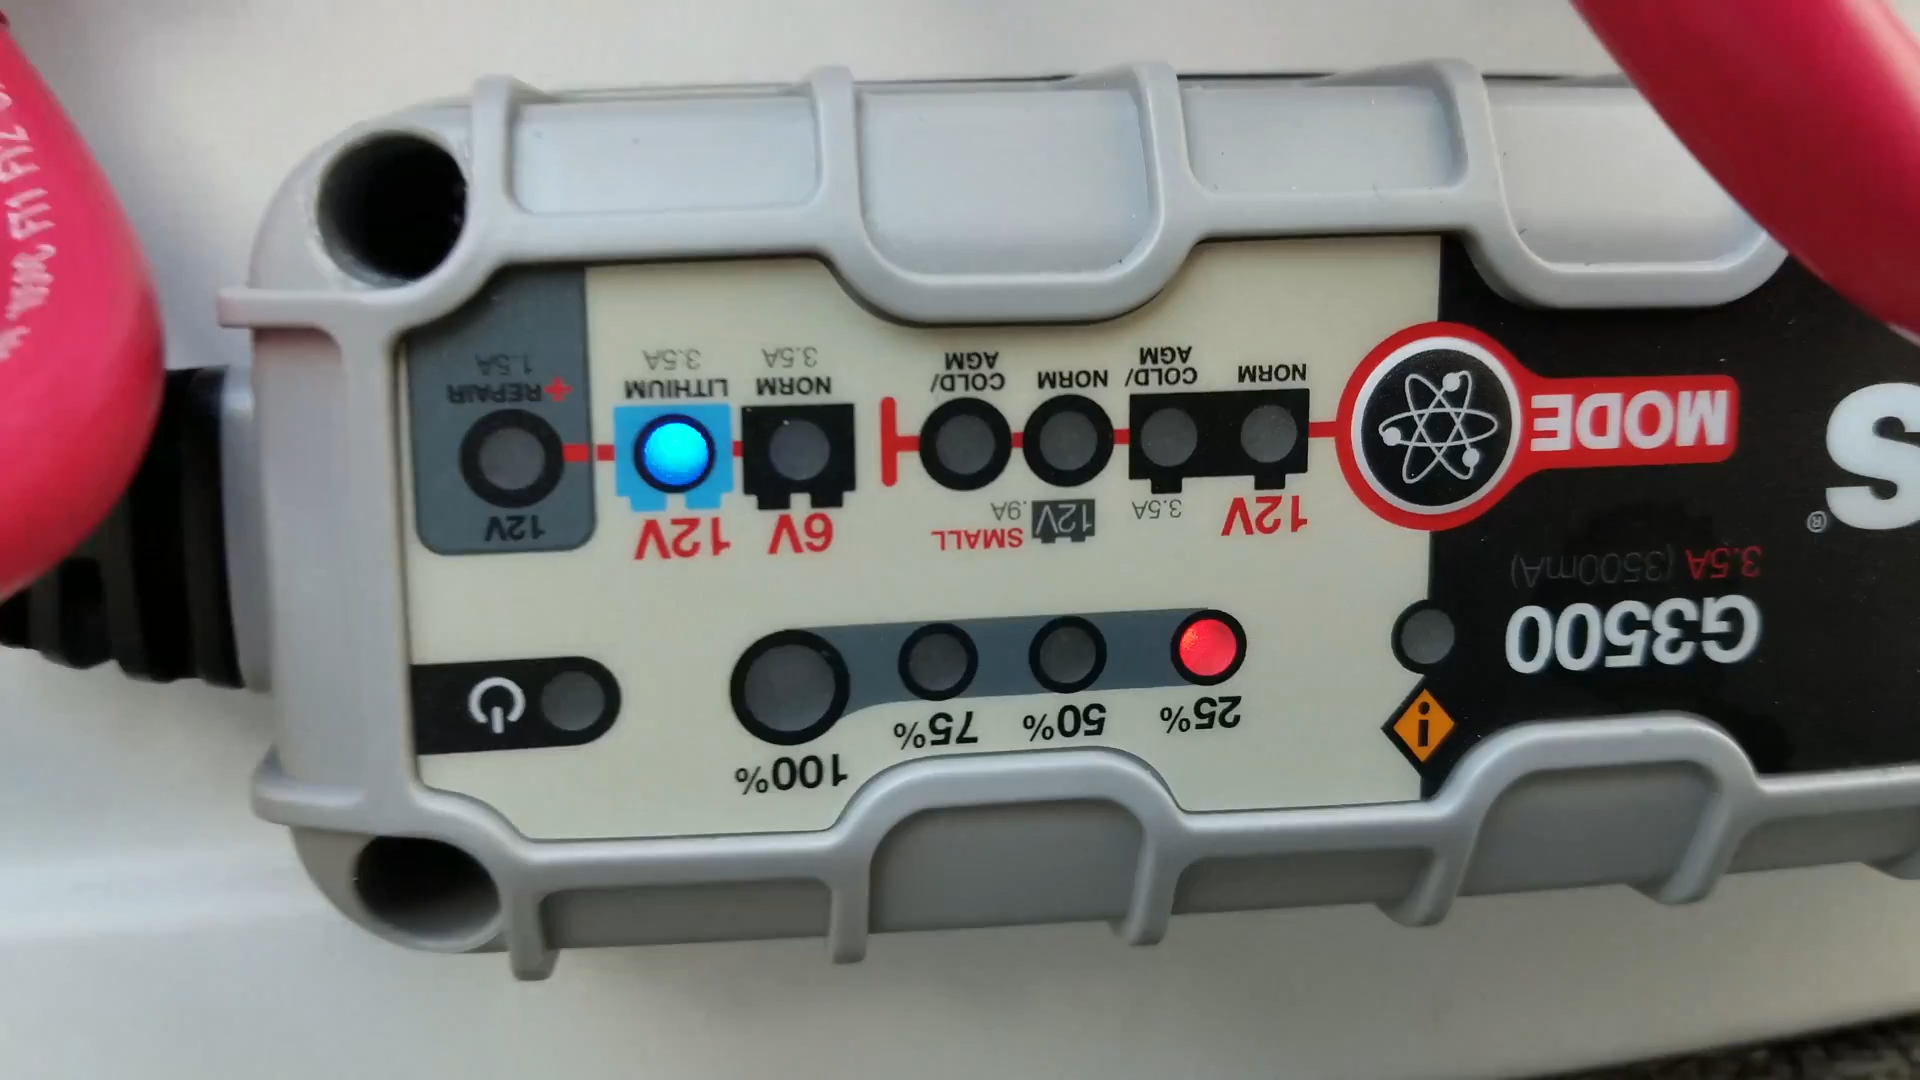 i
25% 50% 75% 100%
G3500
3.5A (3500mA)
S®
MODE
12V 3.5A
12V .9A
SMALL
6V
12V
12V
NORM
COLD/
AGM
NORM
COLD/
AGM
NORM
3.5A
LITHIUM
3.5A
+REPAIR
1.5A